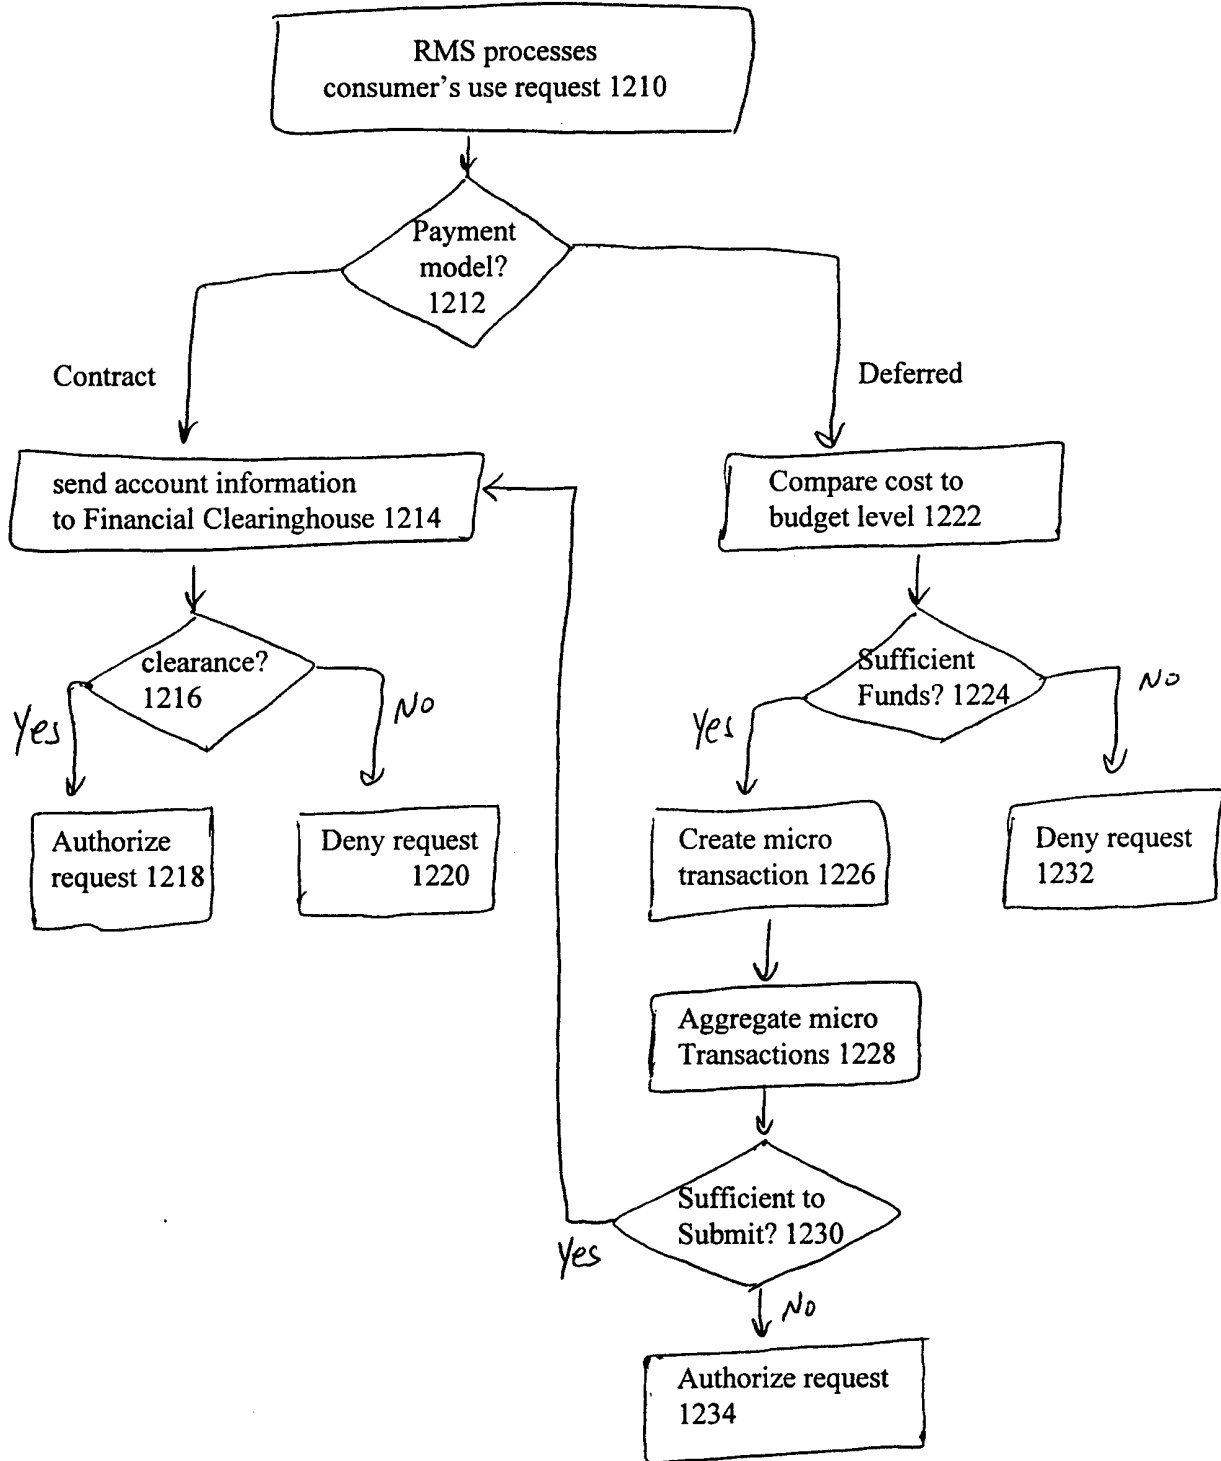 RMS processes
consumer's use request 1210
Payment
model?
1212
Contract
Deferred
send account information
to Financial Clearinghouse 1214
Compare cost to
budget level 1222
clearance?
1216
Yes
No
Sufficient
Funds? 1224
Yes
No
Authorize
request 1218
Deny request
1220
Create micro
transaction 1226
Deny request
1232
Aggregate micro
Transactions 1228
Sufficient to
Submit? 1230
Yes
No
Authorize request
1234